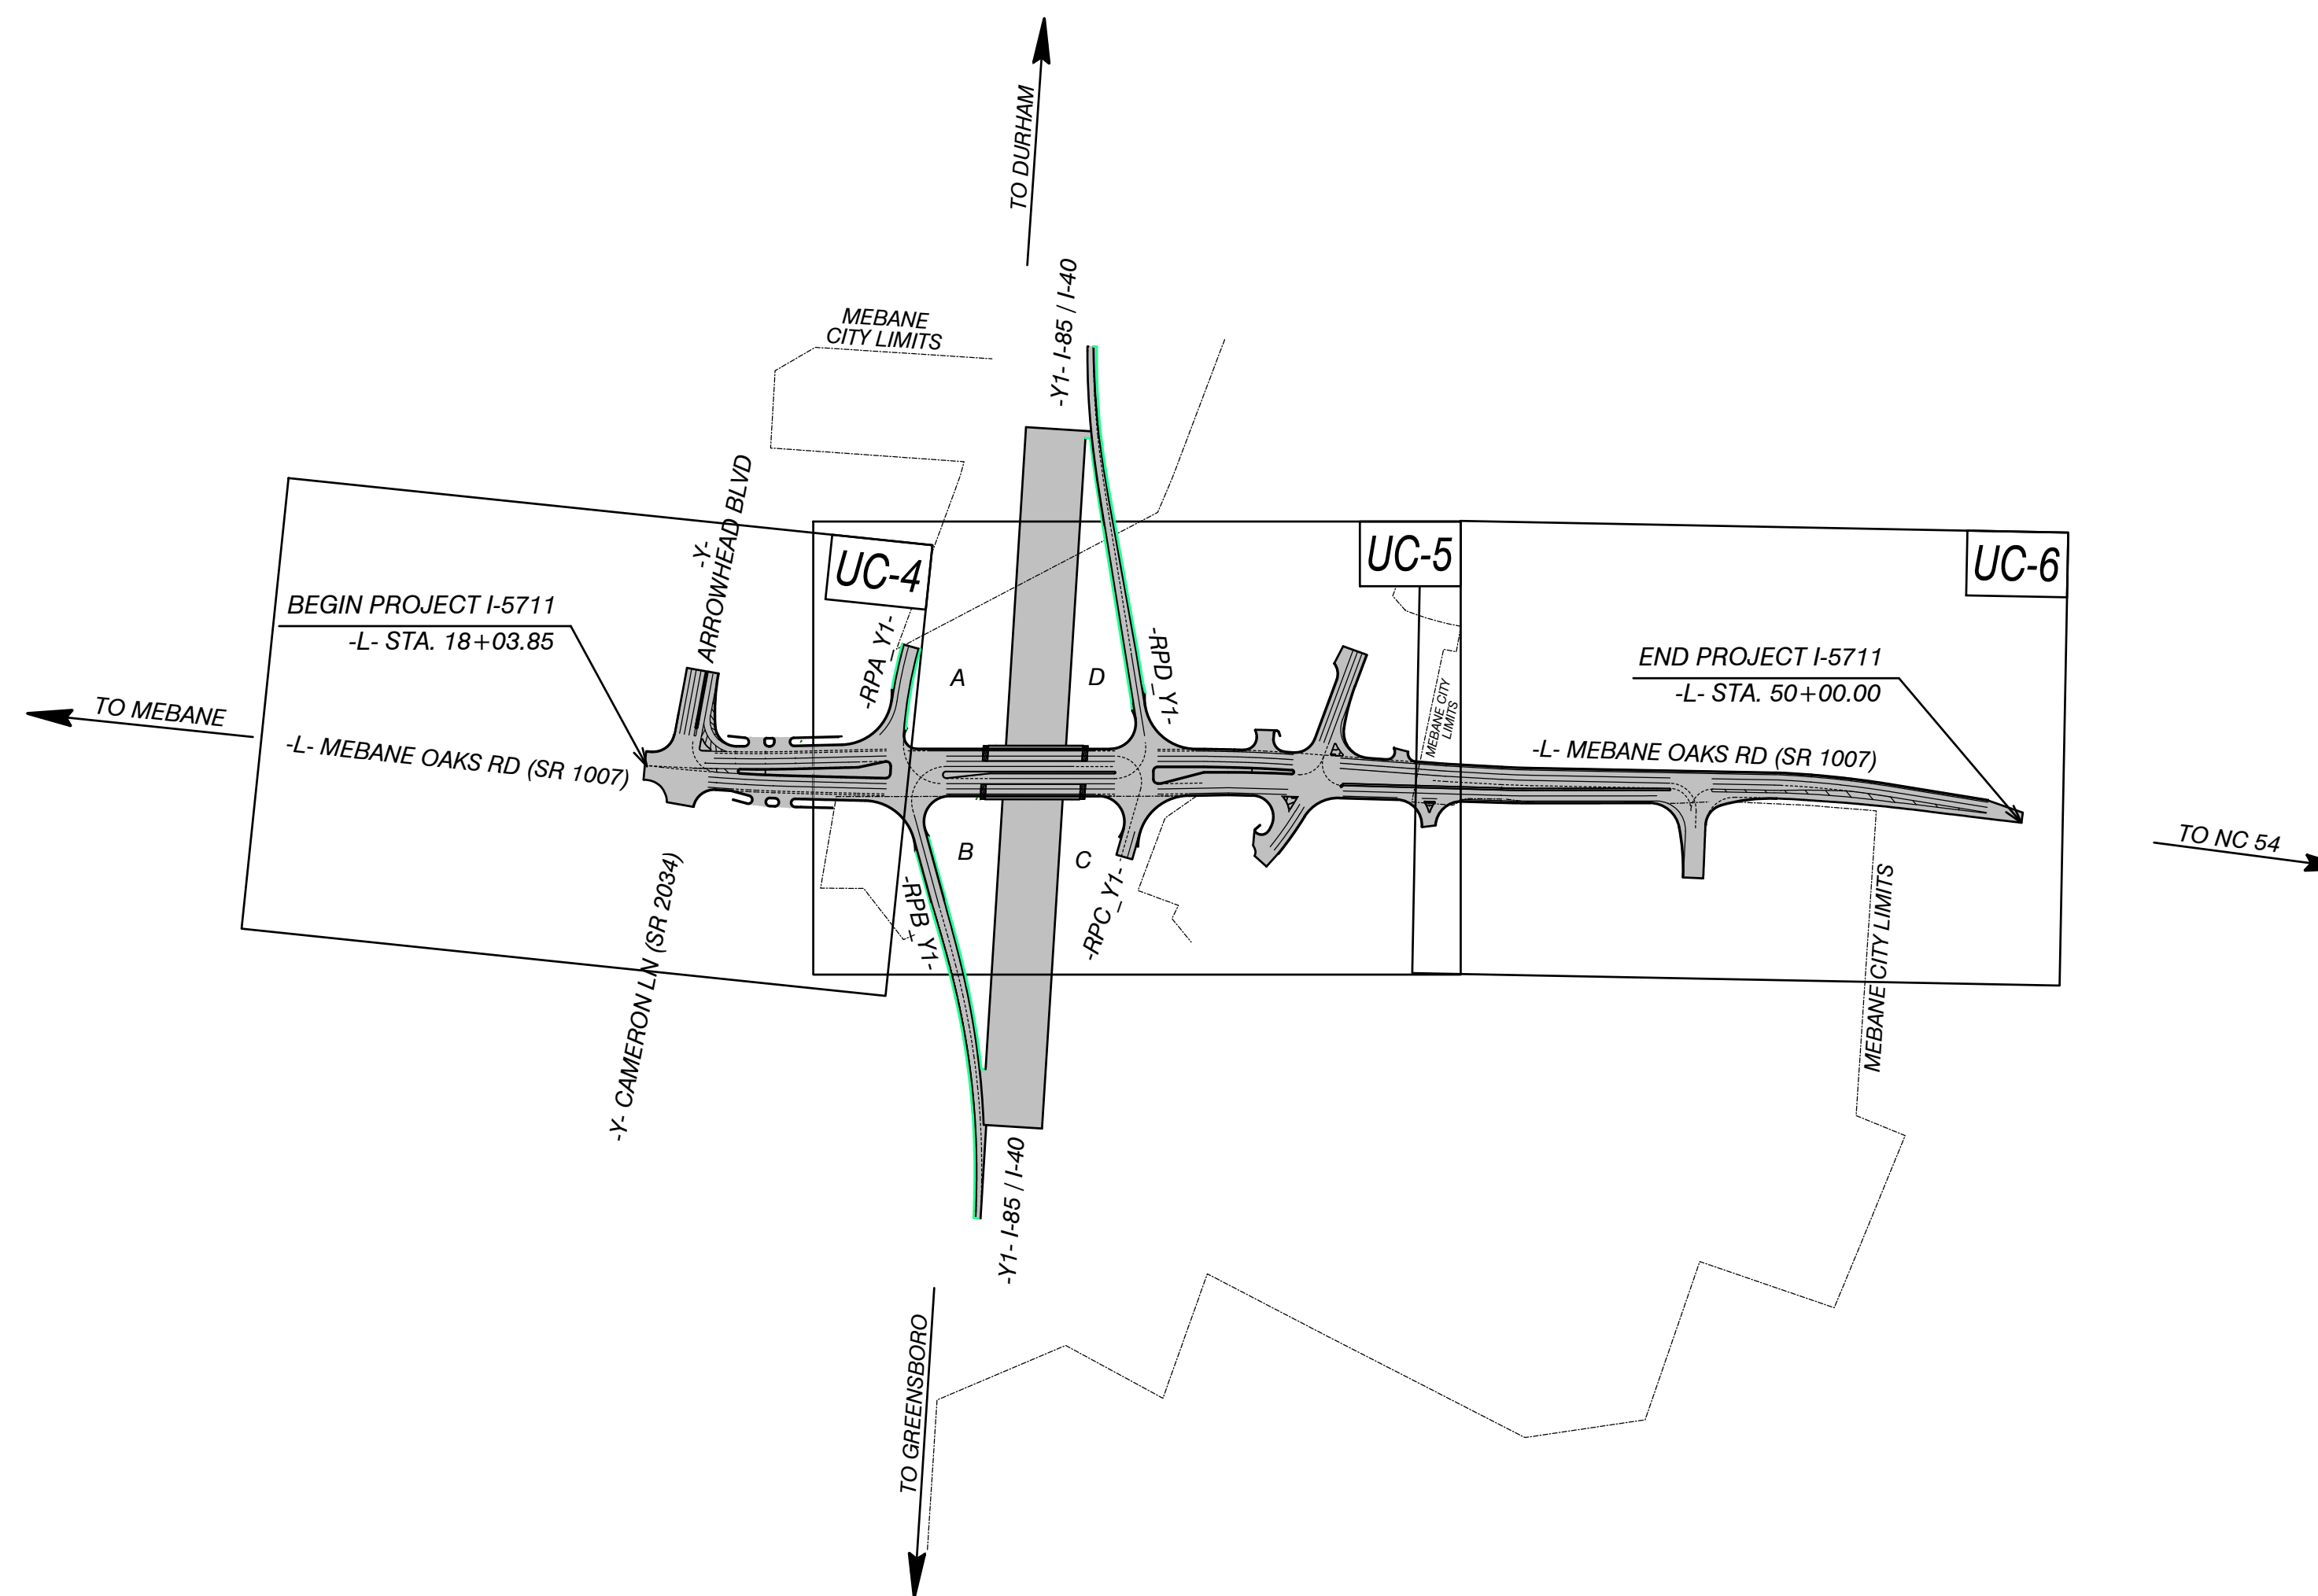 TO DURHAM
-Y1- I-85 / I-40
MEBANE
CITY LIMITS
-Y-
ARROWHEAD BLVD
UC-4
UC-5
UC-6
BEGIN PROJECT I-5711
-L- STA. 18+03.85
-RPA_Y1-
A
D
-RPD_Y1-
END PROJECT I-5711
-L- STA. 50+00.00
MEBANE CITY
LIMITS
TO MEBANE
-L- MEBANE OAKS RD (SR 1007)
-L- MEBANE OAKS RD (SR 1007)
TO NC 54
B
C
-RPB_Y1-
-RPC_Y1-
-Y- CAMERON LN (SR 2034)
MEBANE CITY LIMITS
-Y1- I-85 / I-40
TO GREENSBORO